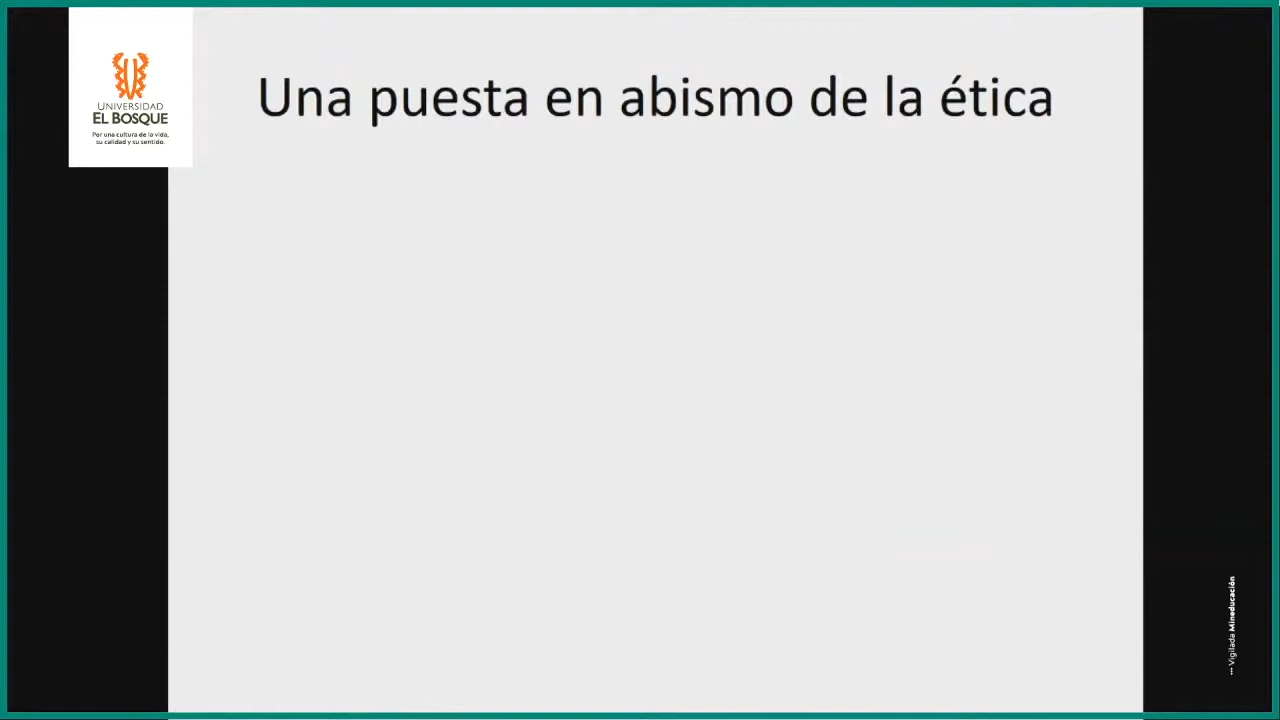 Una puesta en abismo de la ética
UNIVERSIDAD
EL BOSQUE
Por una cultura de la vida,
su calidad y su sentido.
Vigilada Mineducación